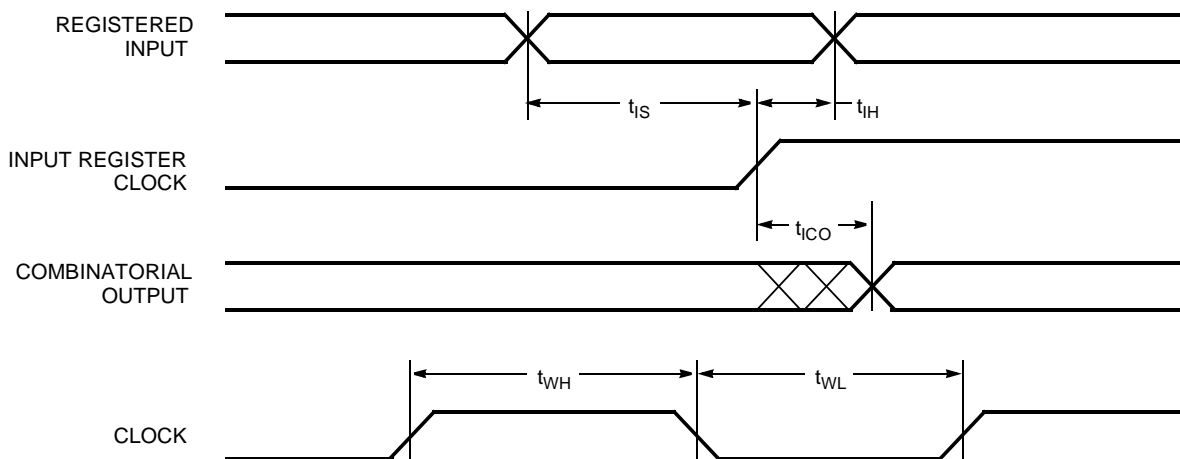 REGISTERED
INPUT
tIS
tIH
INPUT REGISTER
CLOCK
tICO
COMBINATORIAL
OUTPUT
tWH
tWL
CLOCK